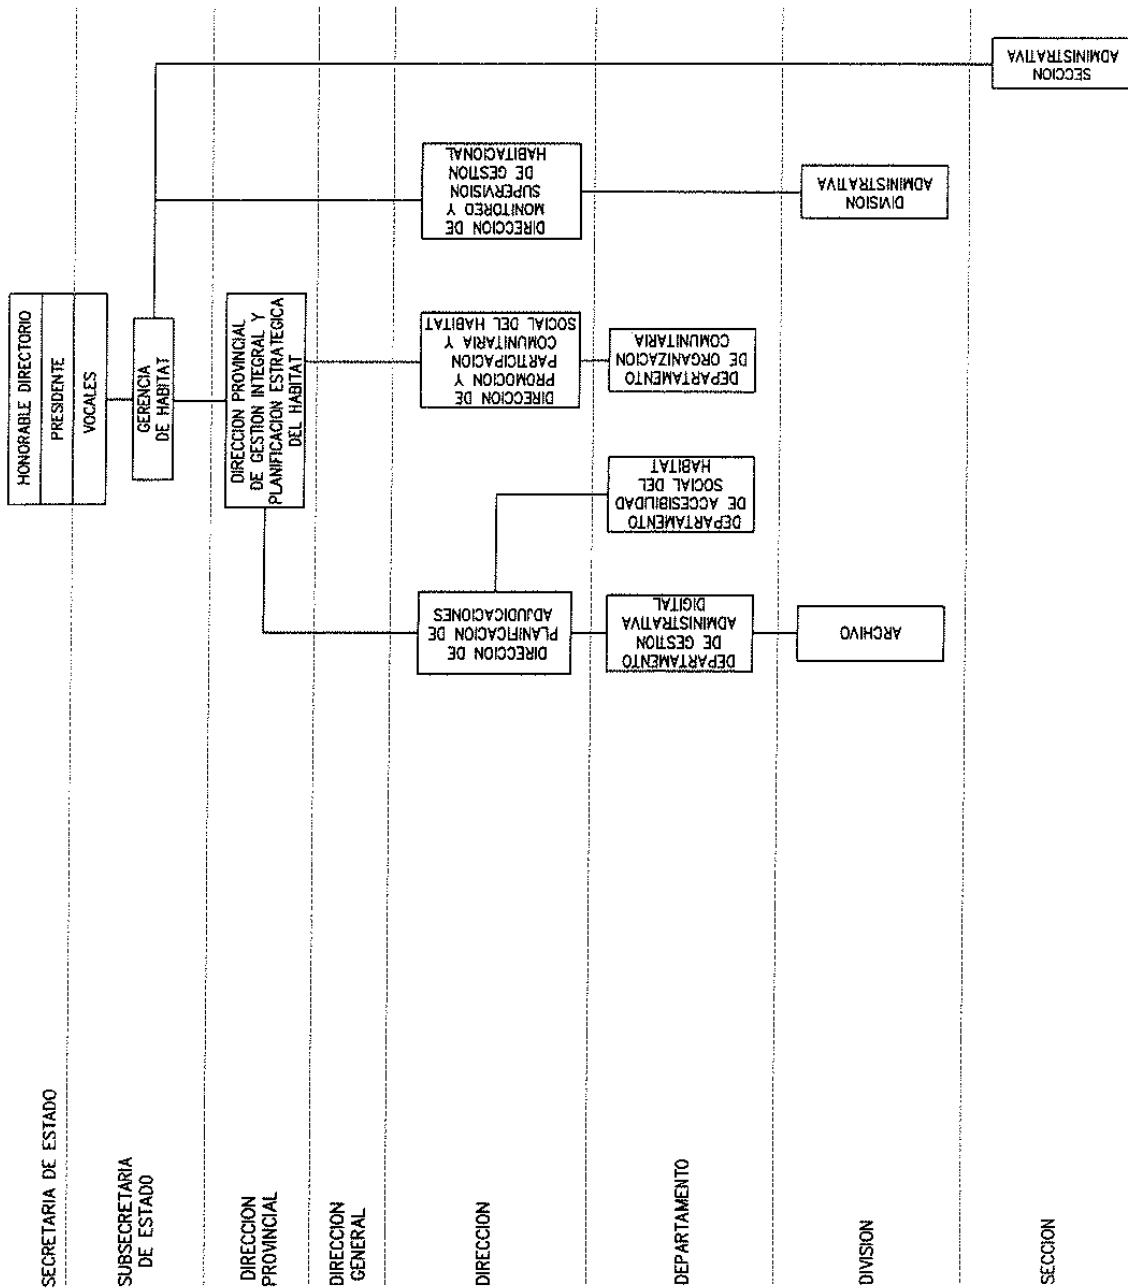 SECRETARIA DE ESTADO
SUBSECRETARIA
DE ESTADO
DIRECCION
PROVINCIAL
DIRECCION
GENERAL
DIRECCION
DEPARTAMENTO
DIVISION
SECCION
HONORABLE DIRECTORIO
PRESIDENTE
VOCALES
GERENCIA
DE HABITAT
DIRECCION PROVINCIAL
DE GESTION INTEGRAL Y
PLANIFICACION ESTRATEGICA
DEL HABITAT
DIRECCION DE
PLANIFICACION DE
ADJUDICACIONES
DIRECCION DE
PROMOCION Y
PARTICIPACION
COMUNITARIA Y
SOCIAL DEL HABITAT
DIRECCION DE
MONITOREO Y
SUPERVISION
DE GESTION
HABITACIONAL
DEPARTAMENTO
DE GESTION
ADMINISTRATIVA
DIGITAL
DEPARTAMENTO
DE ACCESIBILIDAD
SOCIAL DEL
HABITAT
DEPARTAMENTO
DE ORGANIZACION
COMUNITARIA
ARCHIVO
DIVISION
ADMINISTRATIVA
SECCION
ADMINISTRATIVA